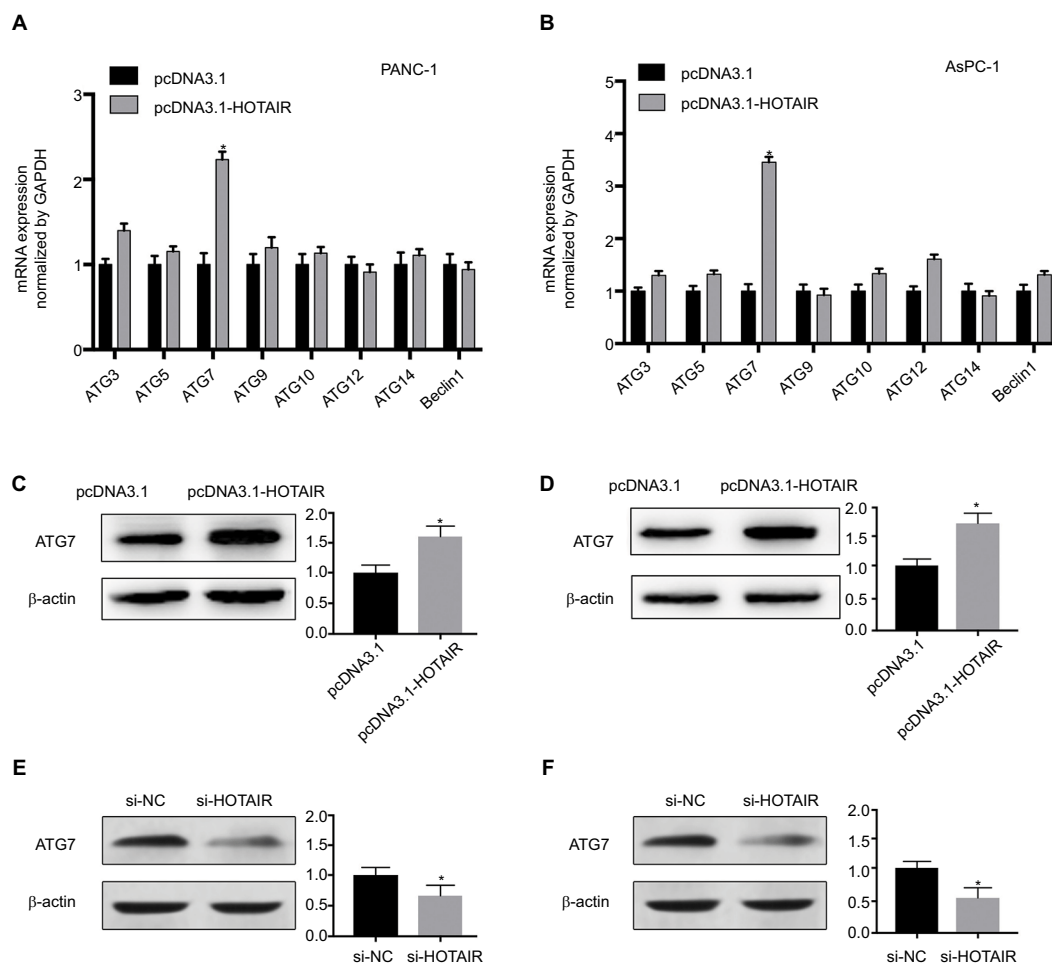 A
PANC-1
pcDNA3.1
pcDNA3.1-HOTAIR
mRNA expression
normalized by GAPDH
3
2
1
0
*
ATG3
ATG5
ATG7
ATG9
ATG10
ATG12
ATG14
Beclin1
B
AsPC-1
pcDNA3.1
pcDNA3.1-HOTAIR
mRNA expression
normalized by GAPDH
5
4
3
2
1
0
*
ATG3
ATG5
ATG7
ATG9
ATG10
ATG12
ATG14
Beclin1
C
pcDNA3.1 pcDNA3.1-HOTAIR
ATG7
β-actin
2.0
1.5
1.0
0.5
0.0
*
pcDNA3.1
pcDNA3.1-HOTAIR
D
pcDNA3.1 pcDNA3.1-HOTAIR
ATG7
β-actin
2.0
1.5
1.0
0.5
0.0
*
pcDNA3.1
pcDNA3.1-HOTAIR
E
si-NC si-HOTAIR
ATG7
β-actin
2.0
1.5
1.0
0.5
0.0
*
si-NC si-HOTAIR
F
si-NC si-HOTAIR
ATG7
β-actin
2.0
1.5
1.0
0.5
0.0
*
si-NC si-HOTAIR